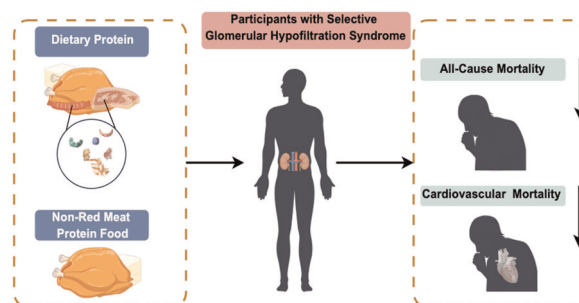 Dietary Protein
Non-Red Meat
Protein Food
Participants with Selective
Glomerular Hypofiltration Syndrome
All-Cause Mortality
Cardiovascular Mortality